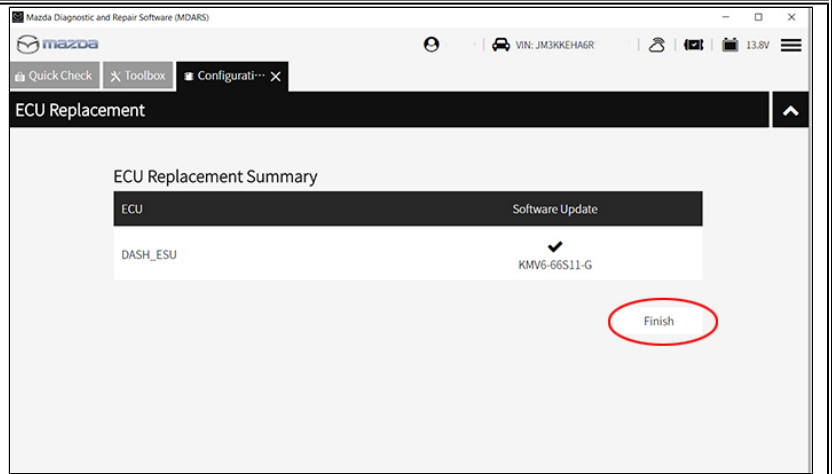 Mazda Diagnostic and Repair Software (MDARS)
mazda
VIN: JM3KKEHA6R
13.8V
Quick Check
Toolbox
Configurati...
ECU Replacement
ECU Replacement Summary
ECU Software Update
DASH_ESU
KMV6-66S11-G
Finish